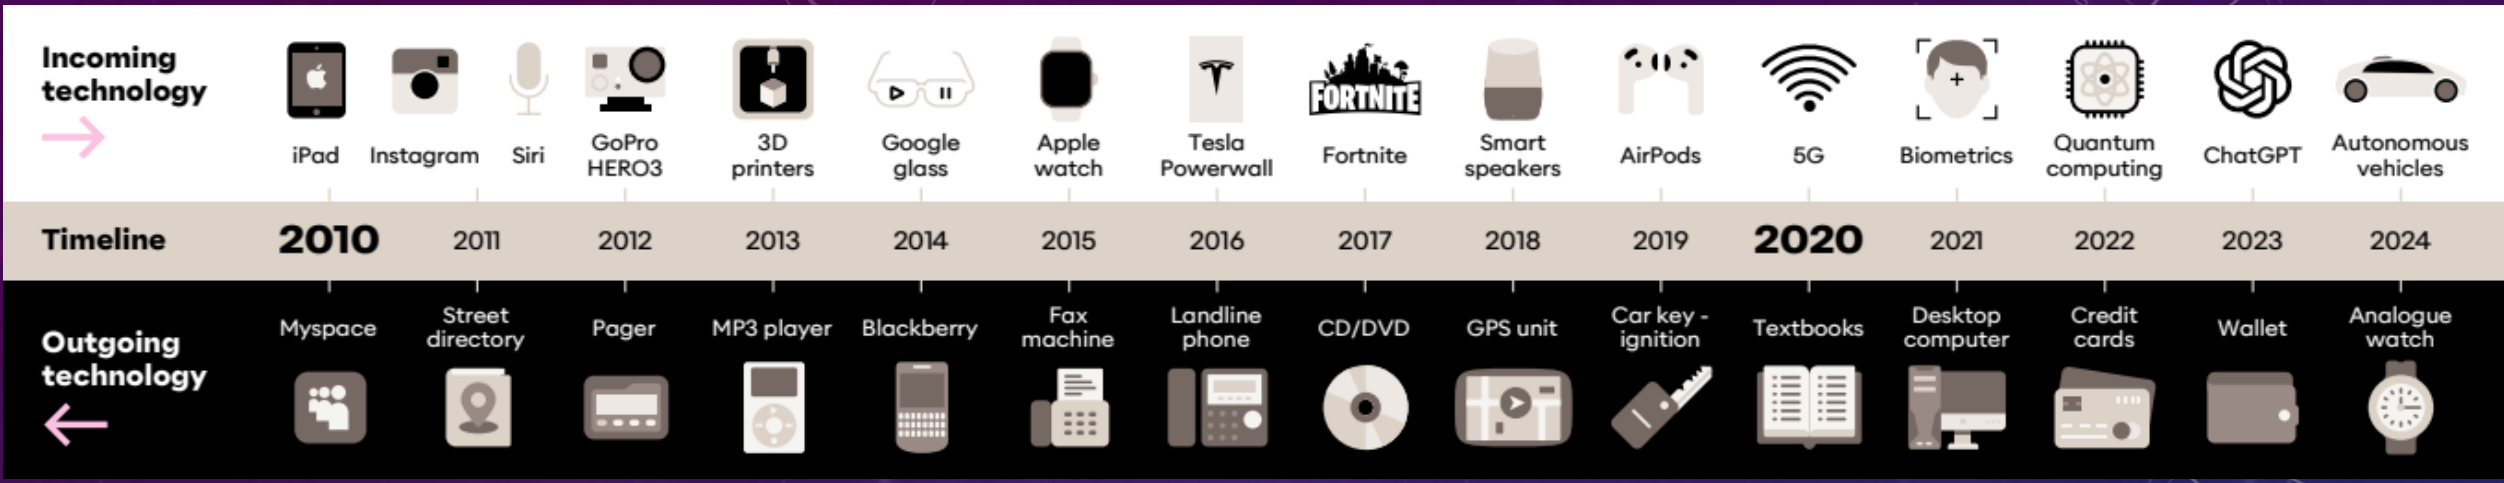 Incoming
technology
iPad
Instagram
Siri
GoPro
HERO3
3D
printers
Google
glass
Apple
watch
Tesla
Powerwall
FORTNITE
Fortnite
Smart
speakers
AirPods
5G
Biometrics
Quantum
computing
ChatGPT
Autonomous
vehicles
Timeline
2010
2011
2012
2013
2014
2015
2016
2017
2018
2019
2020
2021
2022
2023
2024
Outgoing
technology
Myspace
Street
directory
Pager
MP3 player
Blackberry
Fax
machine
Landline
phone
CD/DVD
GPS unit
Car key -
ignition
Textbooks
Desktop
computer
Credit
cards
Wallet
Analogue
watch